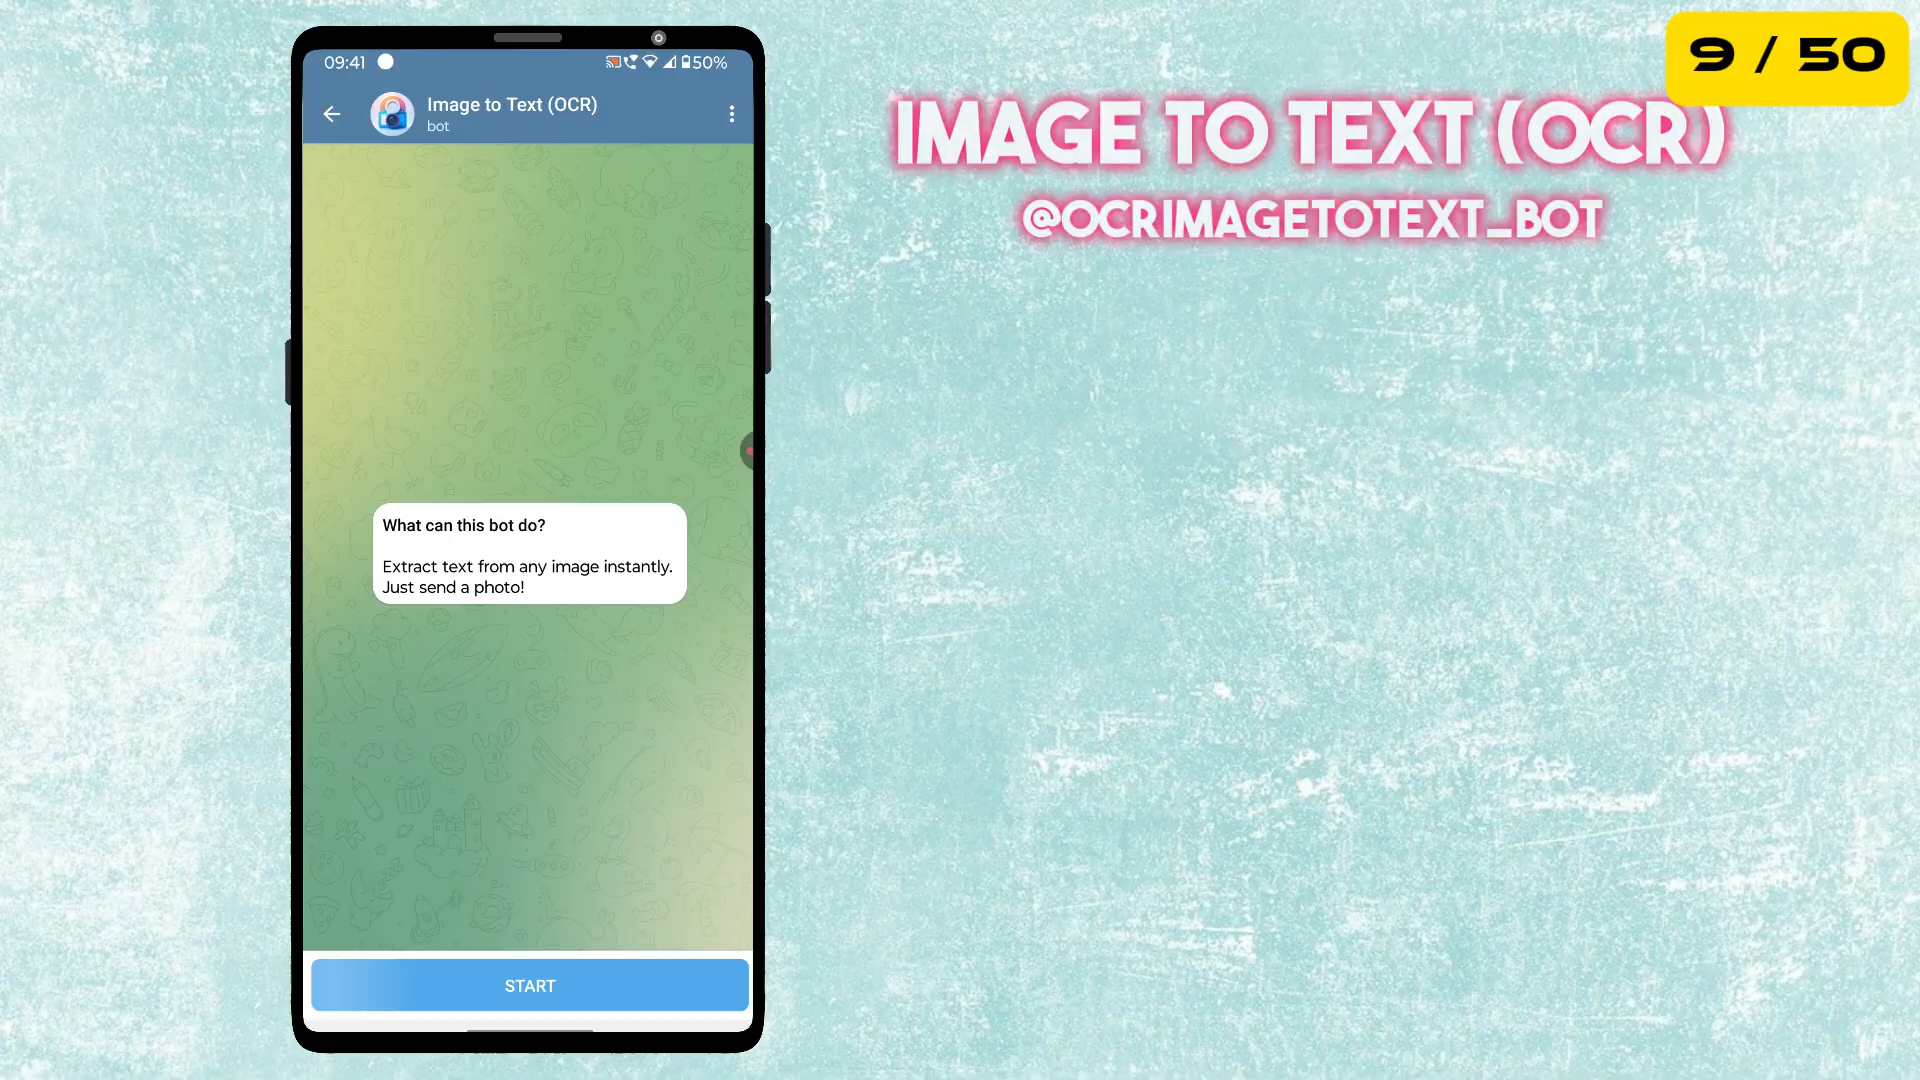 09:41
50%
Image to Text (OCR)
bot
What can this bot do?
Extract text from any image instantly.
Just send a photo!
START
9 / 50
IMAGE TO TEXT (OCR)
@OCRIMAGETOTEXT_BOT